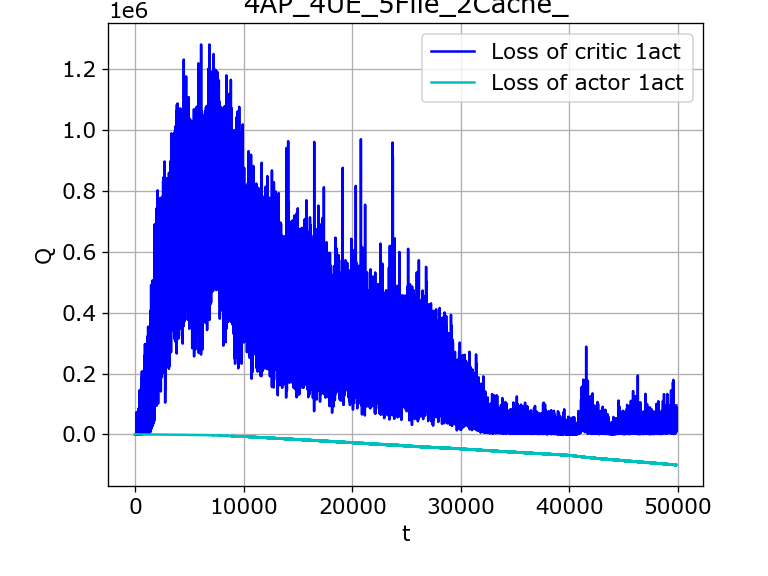 4AP_4UE_5File_2Cache_
1e6
Loss of critic 1act
Loss of actor 1act
1.2
1.0
0.8
0.6
0.4
0.2
0.0
Q
0 10000 20000 30000 40000 50000
t